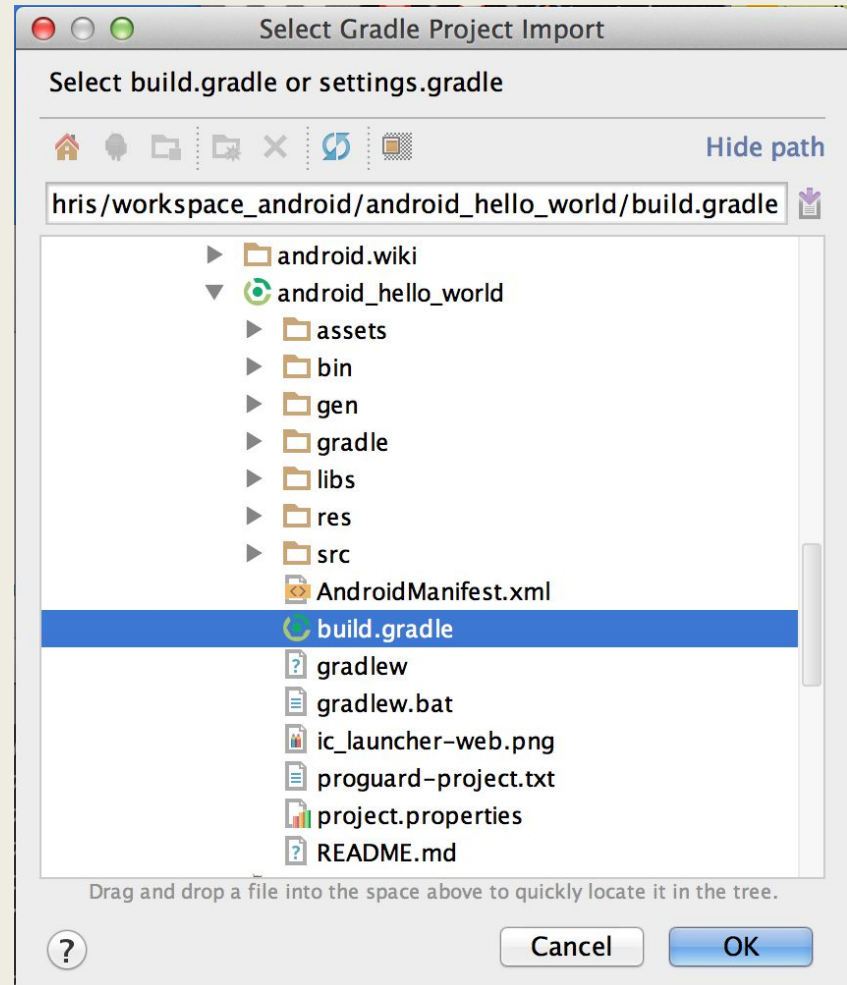 Select Gradle Project Import
Select build.gradle or settings.gradle
Hide path
hris/workspace_android/android_hello_world/build.gradle
android.wiki
android_hello_world
assets
bin
gen
gradle
libs
res
src
AndroidManifest.xml
build.gradle
gradlew
gradlew.bat
ic_launcher-web.png
proguard-project.txt
project.properties
README.md
Drag and drop a file into the space above to quickly locate it in the tree.
? Cancel OK